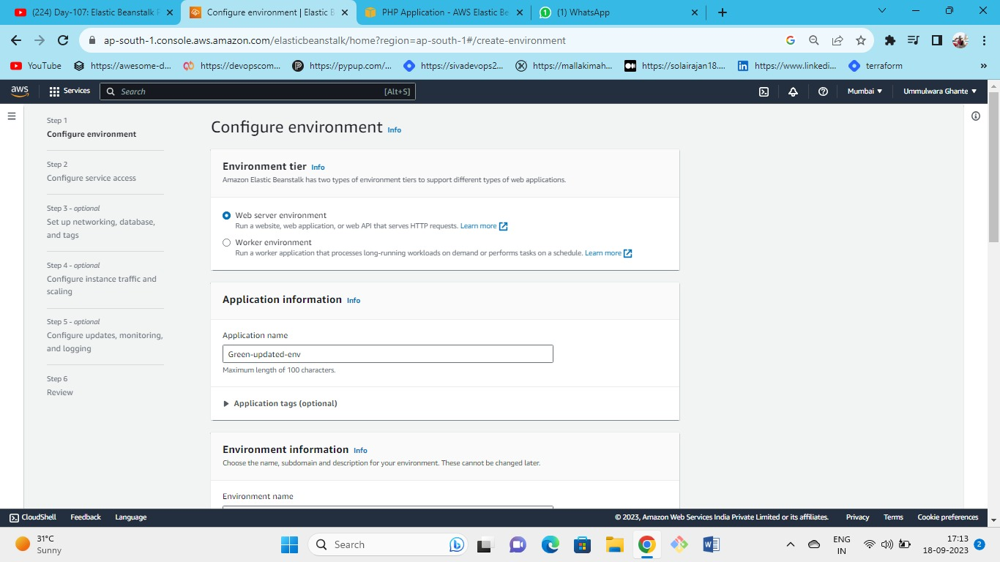 (224) Day-107: Elastic Beanstalk
Configure environment | Elastic B
PHP Application - AWS Elastic Be
(1) WhatsApp
ap-south-1.console.aws.amazon.com/elasticbeanstalk/home?region=ap-south-1#/create-environment
YouTube
https://awesome-d...
https://devopscom...
https://pypup.com/...
https://sivadevops2...
https://mallakimah...
https://solairajan18....
https://www.linkedi...
terraform
aws
Services
Search
[Alt+S]
Mumbai
Ummulwara Ghante
Step 1
Configure environment
Step 2
Configure service access
Step 3 - optional
Set up networking, database,
and tags
Step 4 - optional
Configure instance traffic and
scaling
Step 5 - optional
Configure updates, monitoring,
and logging
Step 6
Review
Configure environment Info
Environment tier Info
Amazon Elastic Beanstalk has two types of environment tiers to support different types of web applications.
Web server environment
Run a website, web application, or web API that serves HTTP requests. Learn more
Worker environment
Run a worker application that processes long-running workloads on demand or performs tasks on a schedule. Learn more
Application information Info
Application name
Green-updated-env
Maximum length of 100 characters.
Application tags (optional)
Environment information Info
Choose the name, subdomain and description for your environment. These cannot be changed later.
Environment name
CloudShell
Feedback
Language
© 2023, Amazon Web Services India Private Limited or its affiliates.
Privacy
Terms
Cookie preferences
31°C
Sunny
Search
ENG
IN
17:13
18-09-2023
2